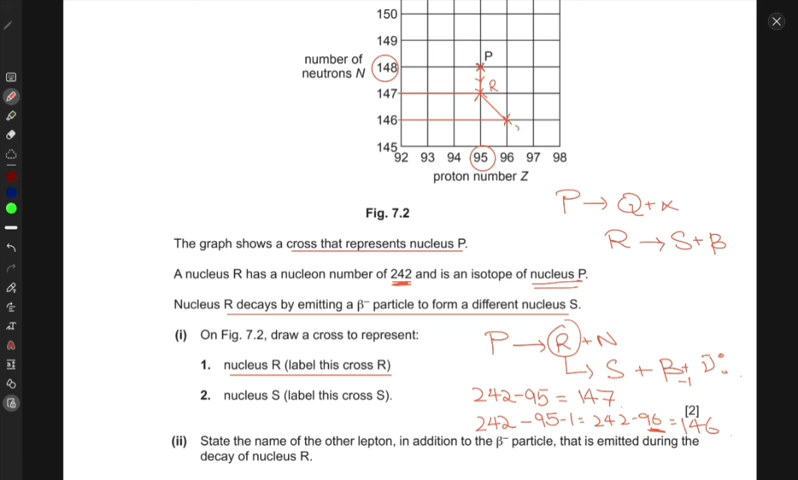 150
149
number of
neutrons N
148
P
147
R
146
145
92 93 94 95 96 97 98
proton number Z
P → Q + α
Fig. 7.2
R → S + β
The graph shows a cross that represents nucleus P.
A nucleus R has a nucleon number of 242 and is an isotope of nucleus P.
Nucleus R decays by emitting a β⁻ particle to form a different nucleus S.
(i) On Fig. 7.2, draw a cross to represent:
P → R + N
1. nucleus R (label this cross R)
↳ S + β
242-95 = 147
2. nucleus S (label this cross S).
[2]
242-95-1 = 242-96 = 146
(ii) State the name of the other lepton, in addition to the β⁻ particle, that is emitted during the
decay of nucleus R.